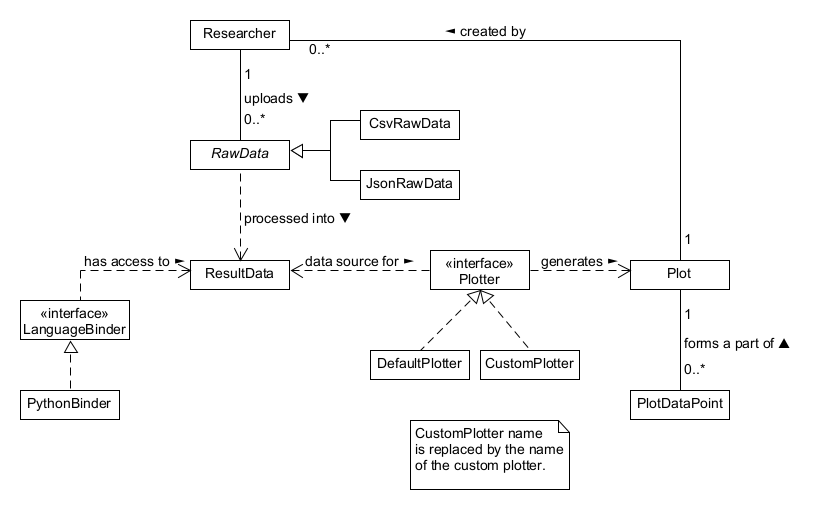 Researcher
◄ created by
0..*
1
uploads ▼
0..*
CsvRawData
RawData
JsonRawData
processed into ▼
1
has access to ►
ResultData
data source for ►
«interface»
Plotter
generates ►
Plot
«interface»
LanguageBinder
1
forms a part of ▲
0..*
DefaultPlotter
CustomPlotter
PythonBinder
PlotDataPoint
CustomPlotter name
is replaced by the name
of the custom plotter.